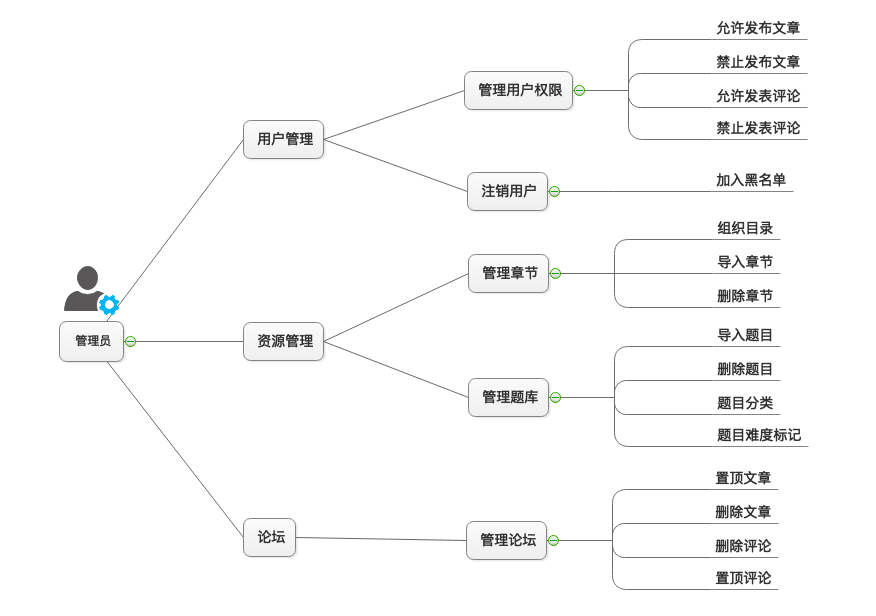 管理员
用户管理
管理用户权限
允许发布文章
禁止发布文章
允许发表评论
禁止发表评论
注销用户
加入黑名单
资源管理
管理章节
组织目录
导入章节
删除章节
管理题库
导入题目
删除题目
题目分类
题目难度标记
论坛
管理论坛
置顶文章
删除文章
删除评论
置顶评论